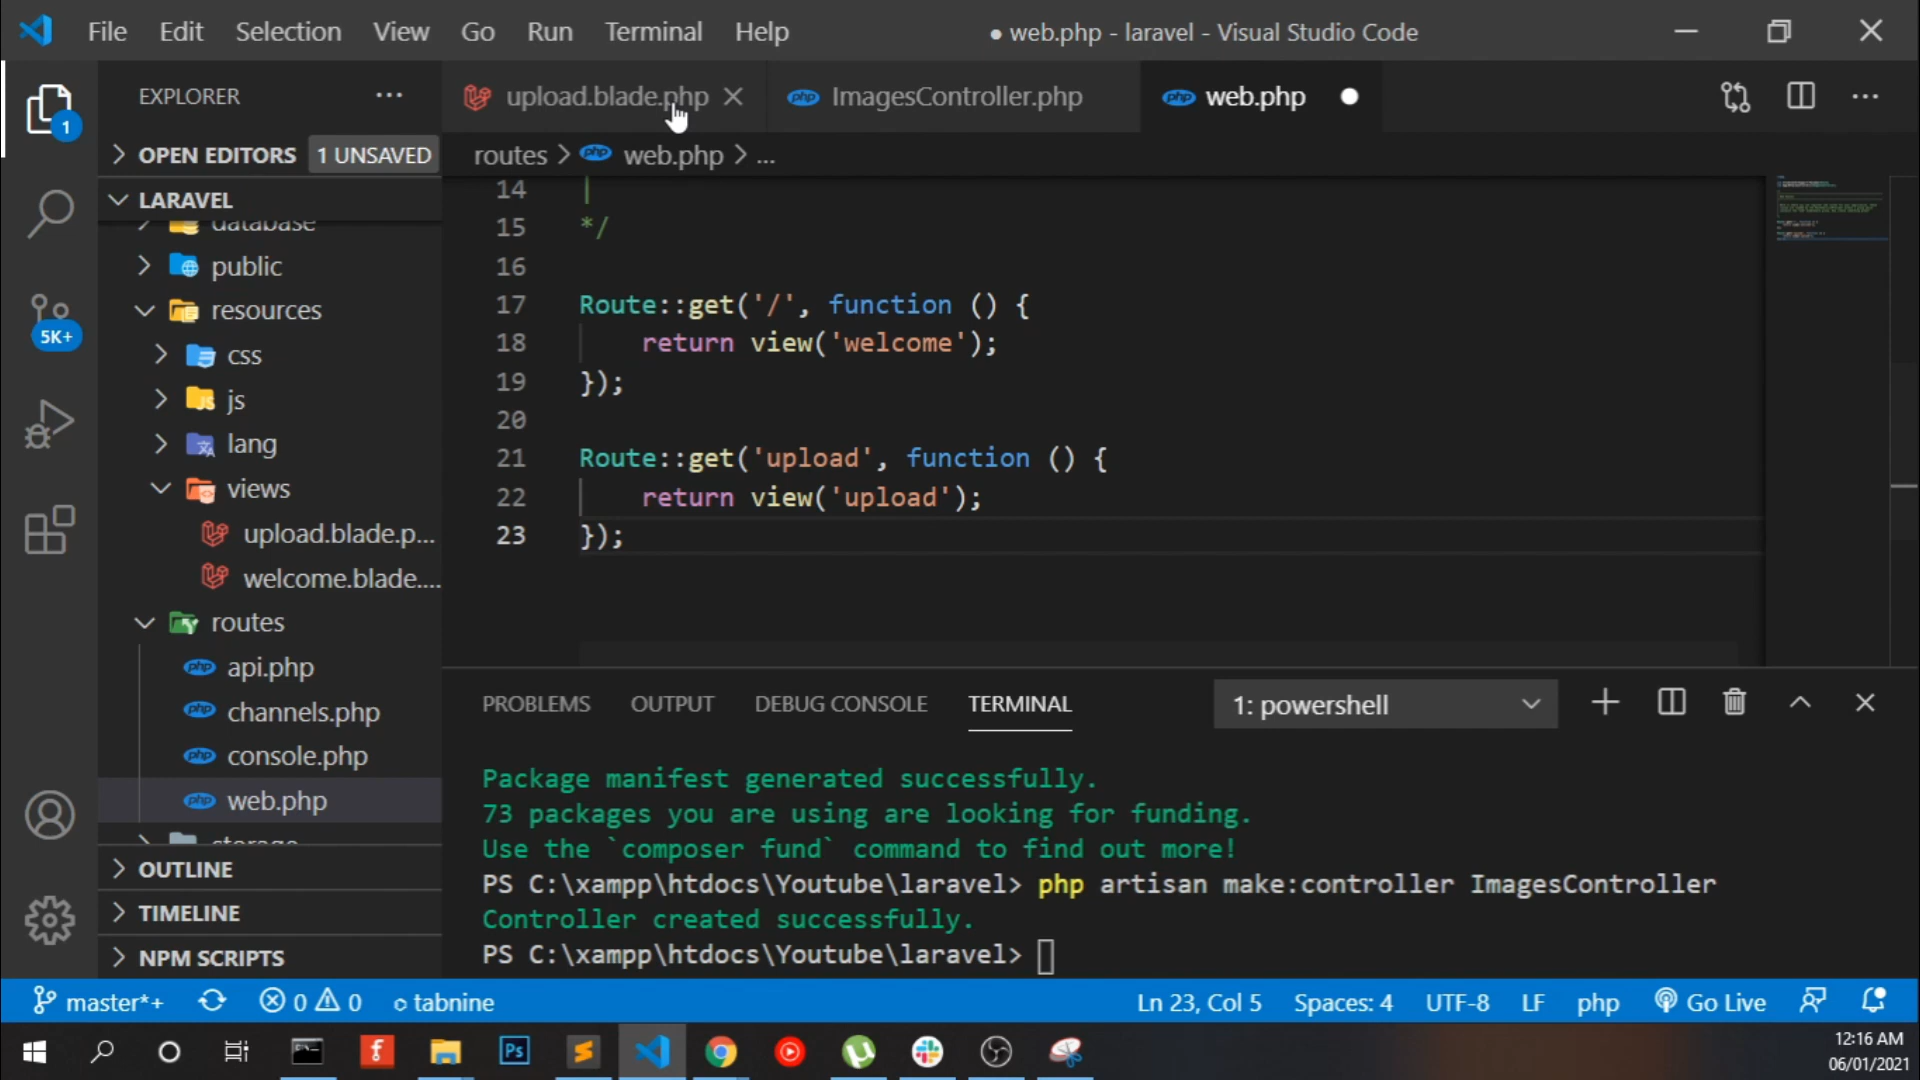 File Edit Selection View Go Run Terminal Help
● web.php - laravel - Visual Studio Code
EXPLORER
upload.blade.php
ImagesController.php
web.php
1
OPEN EDITORS 1 UNSAVED
routes > web.php > ...
LARAVEL
database
public
resources
css
js
lang
views
upload.blade.p...
welcome.blade....
routes
api.php
channels.php
console.php
web.php
storage
OUTLINE
TIMELINE
NPM SCRIPTS
5K+
14 |
15 */
16
17 Route::get('/', function () {
18 return view('welcome');
19 });
20
21 Route::get('upload', function () {
22 return view('upload');
23 });
PROBLEMS OUTPUT DEBUG CONSOLE TERMINAL 1: powershell
Package manifest generated successfully.
73 packages you are using are looking for funding.
Use the `composer fund` command to find out more!
PS C:\xampp\htdocs\Youtube\laravel> php artisan make:controller ImagesController
Controller created successfully.
PS C:\xampp\htdocs\Youtube\laravel>
master*+ 0 0 tabnine Ln 23, Col 5 Spaces: 4 UTF-8 LF php Go Live
Ps
12:16 AM
06/01/2021